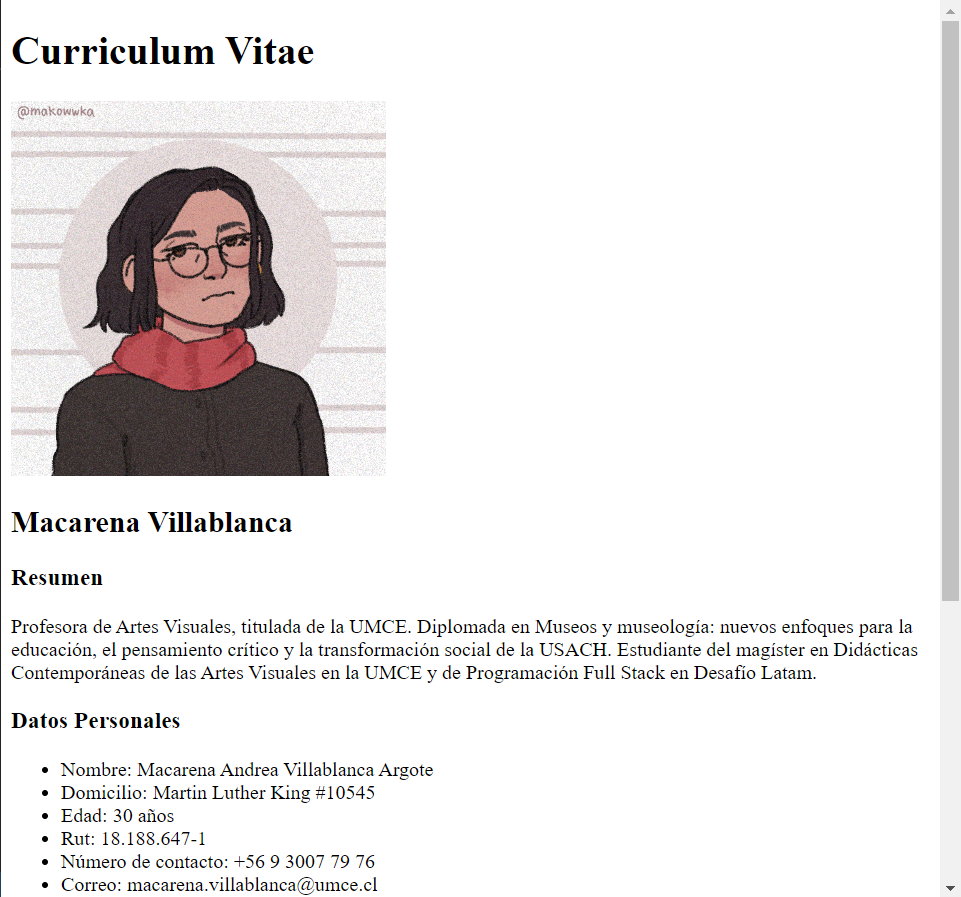 Curriculum Vitae
@makowwka
Macarena Villablanca
Resumen
Profesora de Artes Visuales, titulada de la UMCE. Diplomada en Museos y museología: nuevos enfoques para la
educación, el pensamiento crítico y la transformación social de la USACH. Estudiante del magíster en Didácticas
Contemporáneas de las Artes Visuales en la UMCE y de Programación Full Stack en Desafío Latam.
Datos Personales
• Nombre: Macarena Andrea Villablanca Argote
• Domicilio: Martin Luther King #10545
• Edad: 30 años
• Rut: 18.188.647-1
• Número de contacto: +56 9 3007 79 76
• Correo: macarena.villablanca@umce.cl